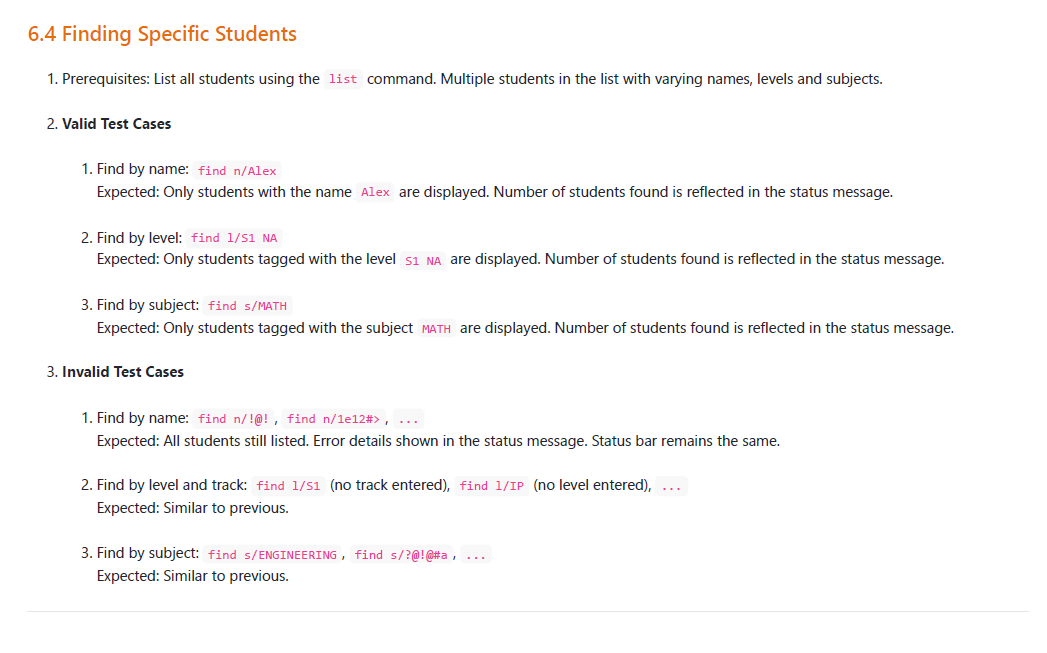 6.4 Finding Specific Students
1. Prerequisites: List all students using the list command. Multiple students in the list with varying names, levels and subjects.
2. Valid Test Cases
1. Find by name: find n/Alex
Expected: Only students with the name Alex are displayed. Number of students found is reflected in the status message.
2. Find by level: find l/S1 NA
Expected: Only students tagged with the level S1 NA are displayed. Number of students found is reflected in the status message.
3. Find by subject: find s/MATH
Expected: Only students tagged with the subject MATH are displayed. Number of students found is reflected in the status message.
3. Invalid Test Cases
1. Find by name: find n/!@!, find n/1e12#>, ...
Expected: All students still listed. Error details shown in the status message. Status bar remains the same.
2. Find by level and track: find l/S1 (no track entered), find l/IP (no level entered), ...
Expected: Similar to previous.
3. Find by subject: find s/ENGINEERING, find s/?@!@#a, ...
Expected: Similar to previous.